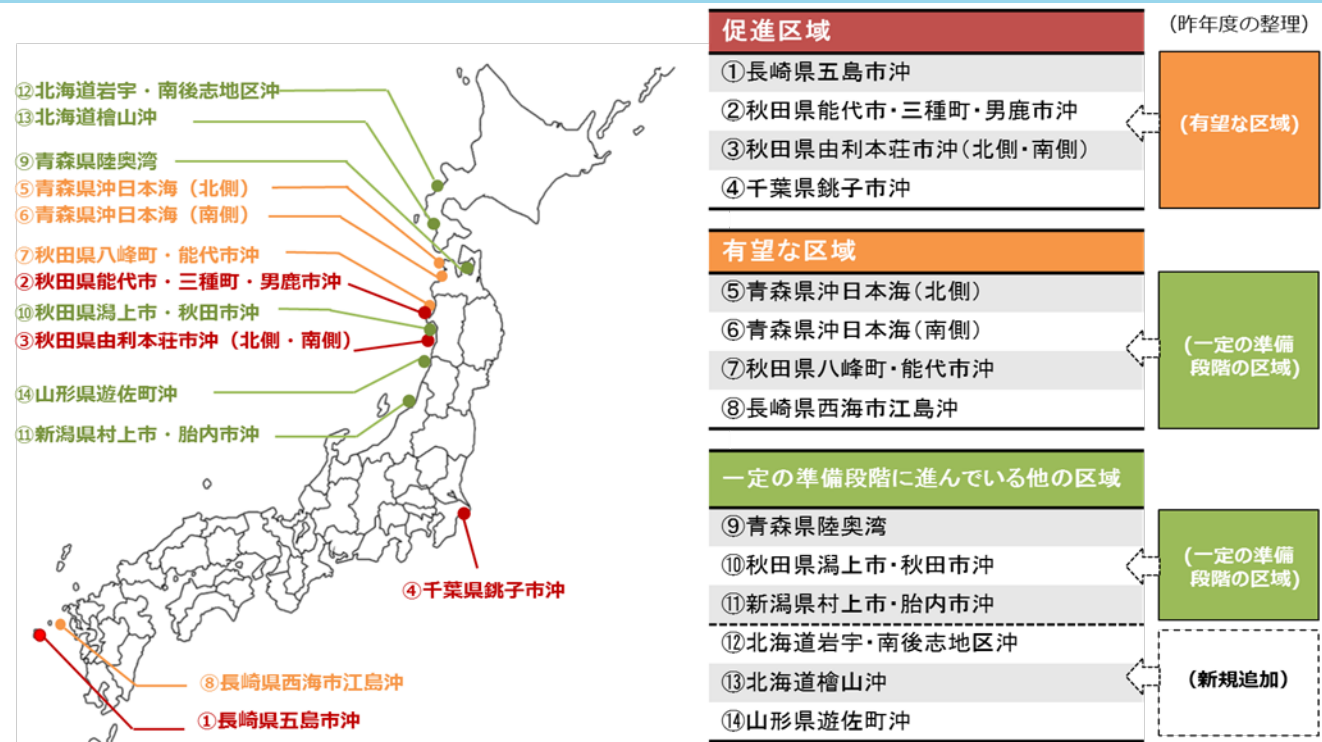 ⑫北海道岩宇・南後志地区沖
⑬北海道檜山沖
⑨青森県陸奥湾
⑤青森県沖日本海（北側）
⑥青森県沖日本海（南側）
⑦秋田県八峰町・能代市沖
②秋田県能代市・三種町・男鹿市沖
⑩秋田県潟上市・秋田市沖
③秋田県由利本荘市沖（北側・南側）
⑭山形県遊佐町沖
⑪新潟県村上市・胎内市沖
④千葉県銚子市沖
⑧長崎県西海市江島沖
①長崎県五島市沖
促進区域
①長崎県五島市沖
②秋田県能代市・三種町・男鹿市沖
③秋田県由利本荘市沖（北側・南側）
④千葉県銚子市沖
有望な区域
⑤青森県沖日本海（北側）
⑥青森県沖日本海（南側）
⑦秋田県八峰町・能代市沖
⑧長崎県西海市江島沖
一定の準備段階に進んでいる他の区域
⑨青森県陸奥湾
⑩秋田県潟上市・秋田市沖
⑪新潟県村上市・胎内市沖
⑫北海道岩宇・南後志地区沖
⑬北海道檜山沖
⑭山形県遊佐町沖
（昨年度の整理）
(有望な区域)
(一定の準備
段階の区域)
(一定の準備
段階の区域)
(新規追加)